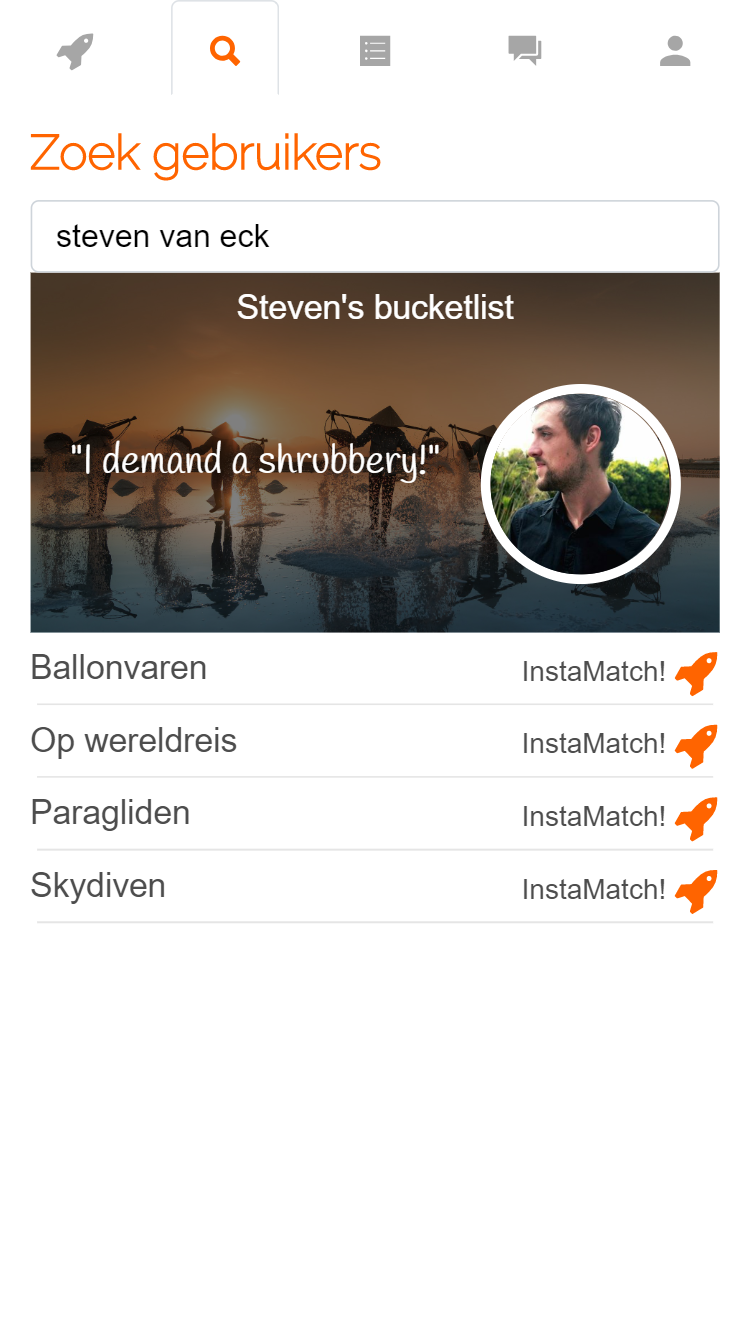 Zoek gebruikers
steven van eck
Steven's bucketlist
"I demand a shrubbery!"
Ballonvaren InstaMatch!
Op wereldreis InstaMatch!
Paragliden InstaMatch!
Skydiven InstaMatch!